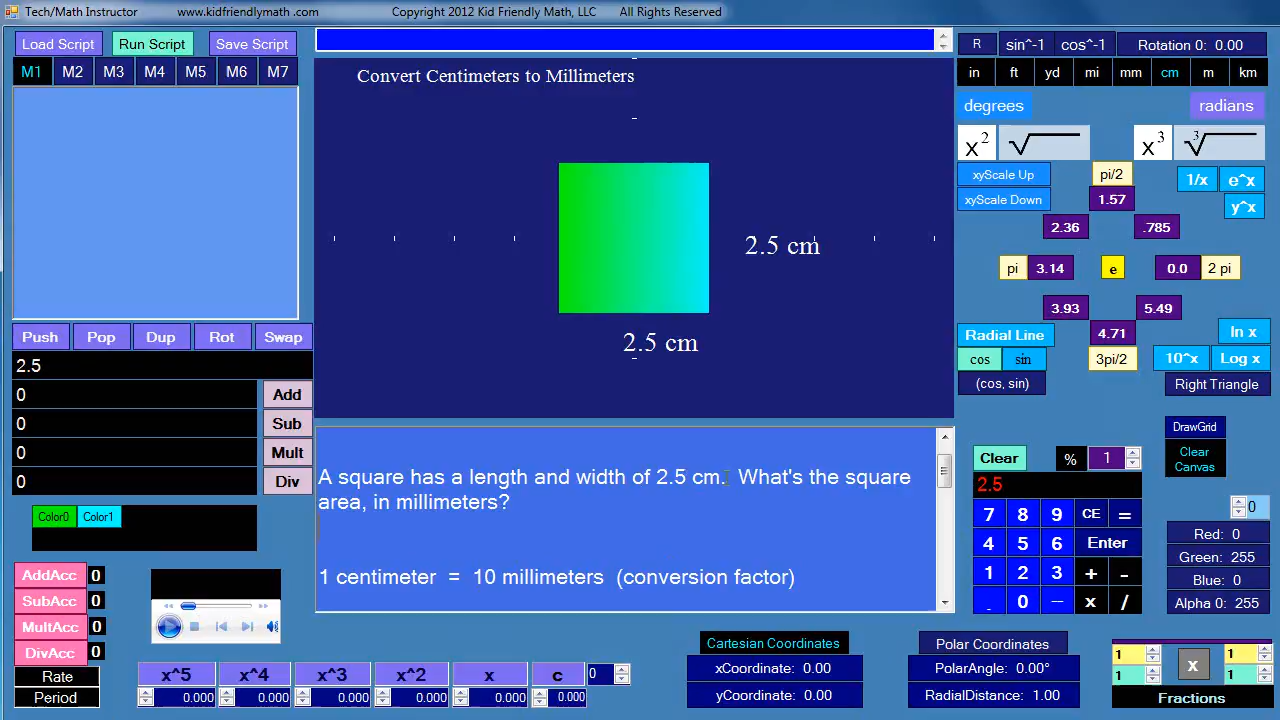 Tech/Math Instructor www.kidfriendlymath .com Copyright 2012 Kid Friendly Math, LLC All Rights Reserved
Load Script Run Script Save Script
M1 M2 M3 M4 M5 M6 M7
Push Pop Dup Rot Swap
2.5
0 Add
0 Sub
0 Mult
0 Div
Color0 Color1
AddAcc 0
SubAcc 0
MultAcc 0
DivAcc 0
Rate
Period
x^5 x^4 x^3 x^2 x c 0
0.000 0.000 0.000 0.000 0.000 0.000
Convert Centimeters to Millimeters
2.5 cm
2.5 cm
A square has a length and width of 2.5 cm. What's the square
area, in millimeters?
1 centimeter = 10 millimeters (conversion factor)
R sin^-1 cos^-1 Rotation 0: 0.00
in ft yd mi mm cm m km
degrees radians
x2 √ x3 3√
xyScale Up pi/2 1/x e^x
xyScale Down 1.57 y^x
2.36 .785
pi 3.14 e 0.0 2 pi
3.93 5.49
Radial Line 4.71 ln x
cos sin 3pi/2 10^x Log x
(cos, sin) Right Triangle
DrawGrid
Clear
Canvas
Clear % 1
2.5
7 8 9 CE =
4 5 6 Enter
1 2 3 + -
. 0 – x /
0
Red: 0
Green: 255
Blue: 0
Alpha 0: 255
Cartesian Coordinates
xCoordinate: 0.00
yCoordinate: 0.00
Polar Coordinates
PolarAngle: 0.00°
RadialDistance: 1.00
1 x 1
1 1
Fractions